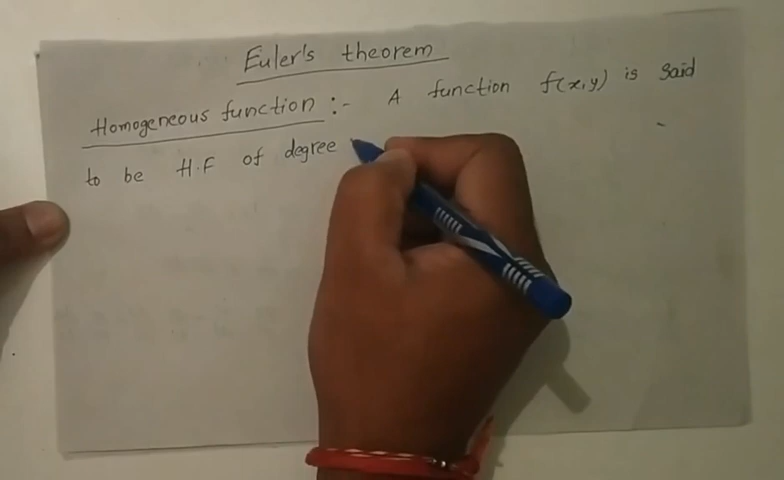 Euler's theorem
Homogeneous function :- A function f(x,y) is said
to be H.F of degree